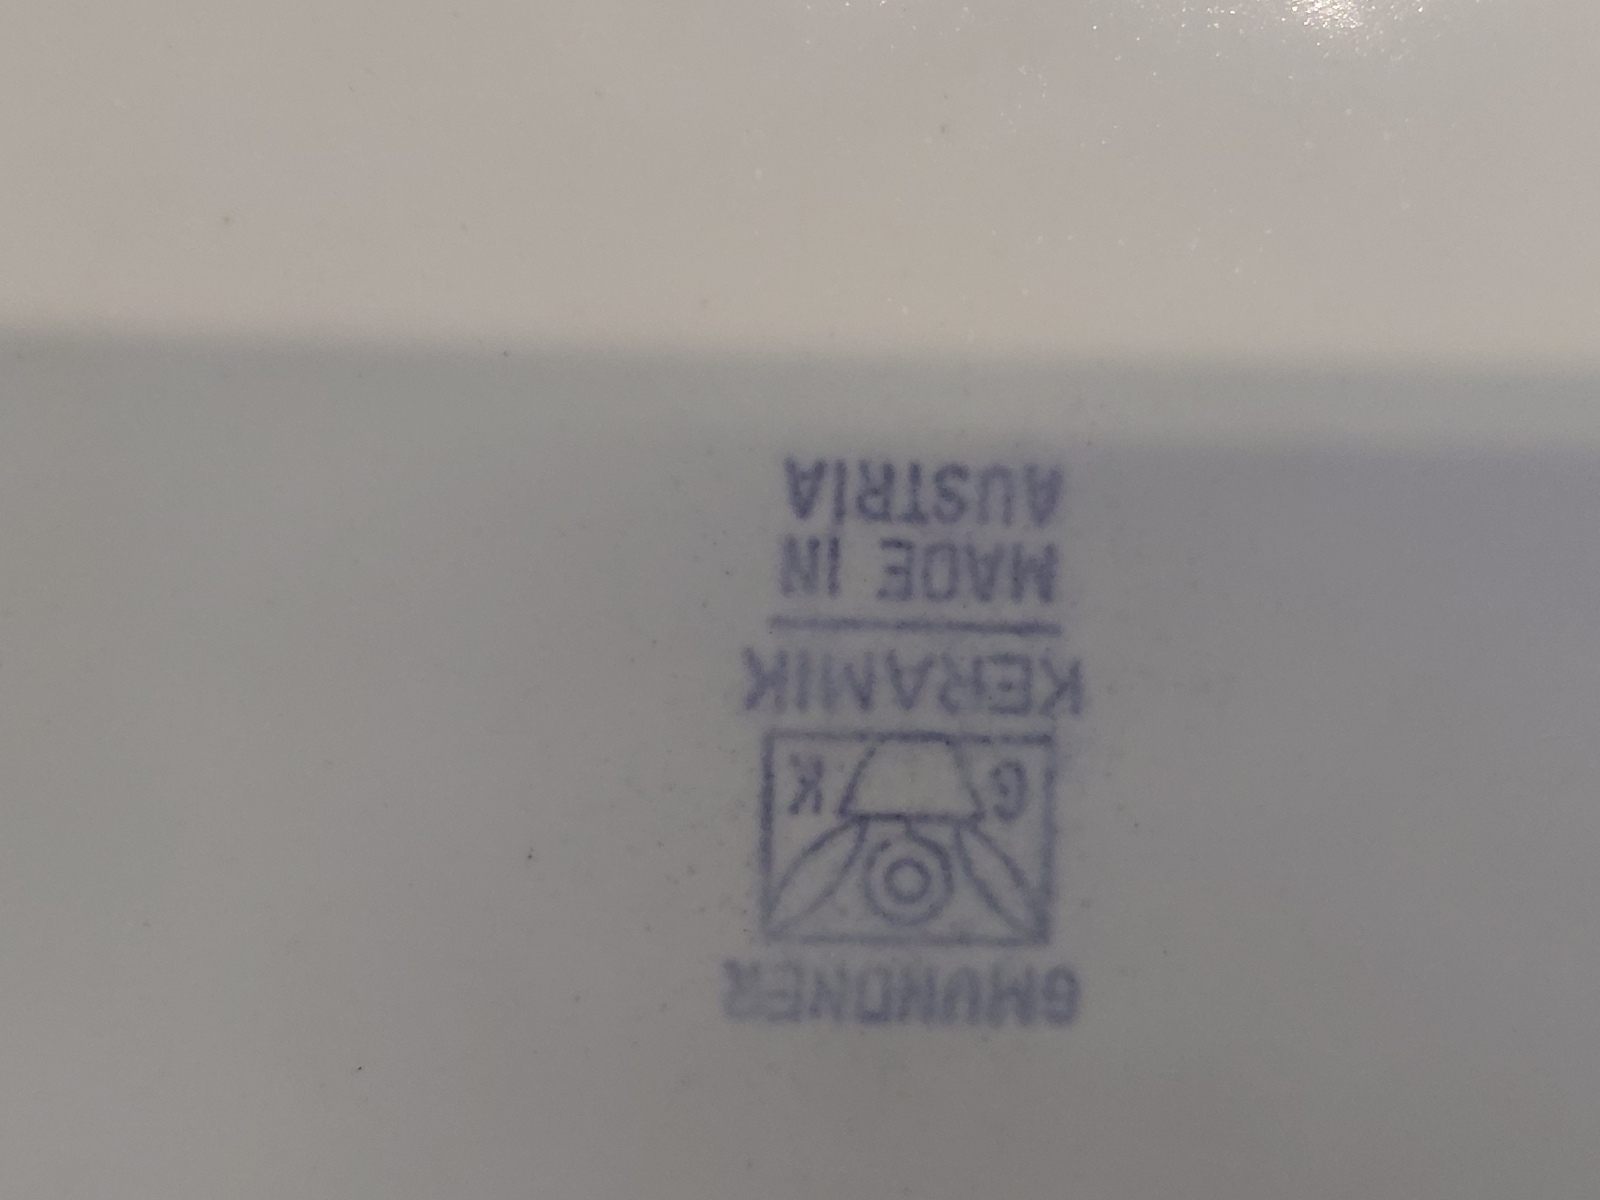 GMUNDNER
G K
KERAMIK
MADE IN
AUSTRIA